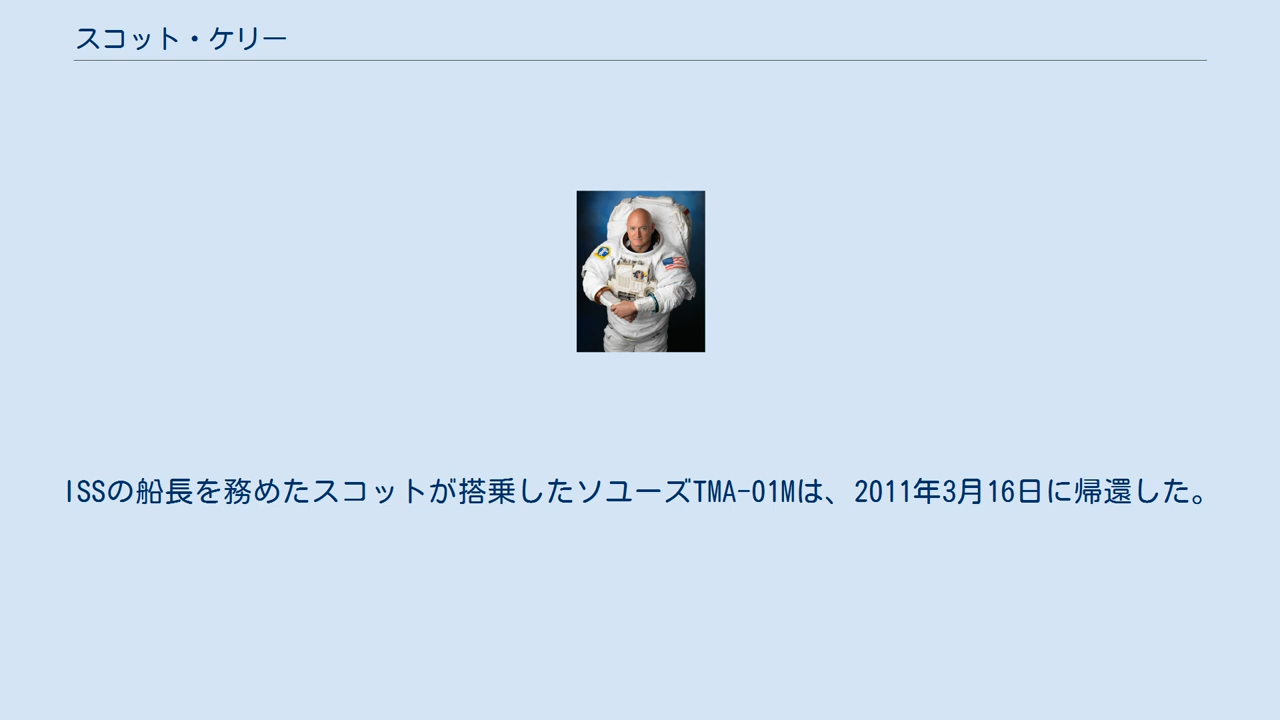 スコット・ケリー
ISSの船長を務めたスコットが搭乗したソユーズTMA-01Mは、2011年3月16日に帰還した。